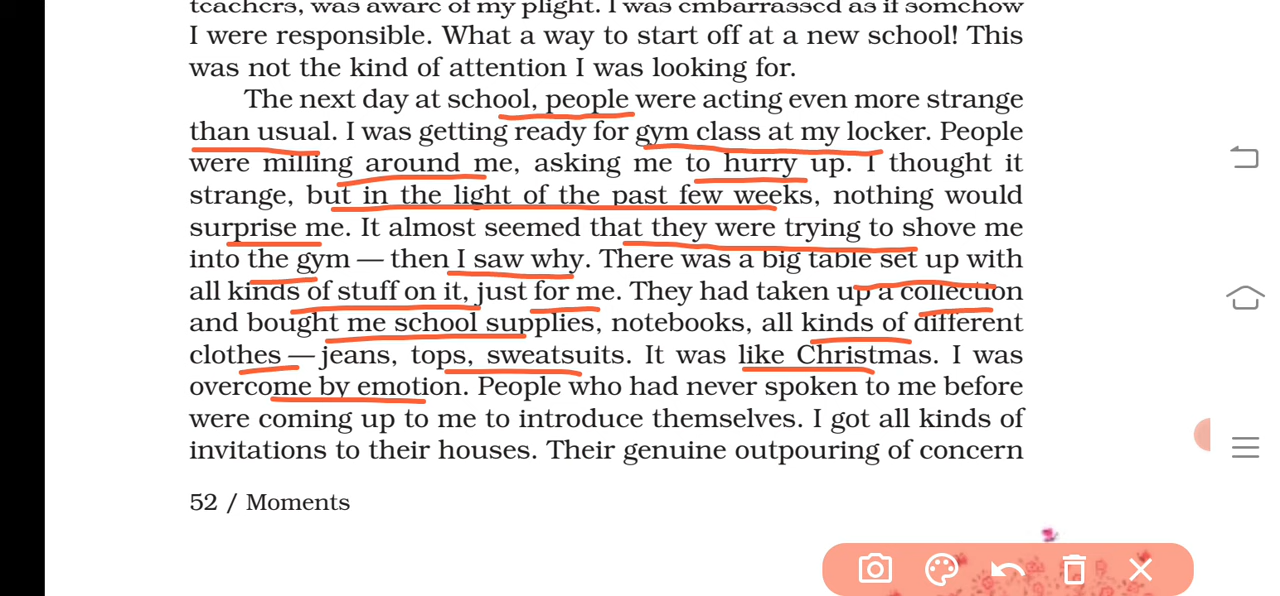 teachers, was aware of my plight. I was embarrassed as if somehow
I were responsible. What a way to start off at a new school! This
was not the kind of attention I was looking for.
The next day at school, people were acting even more strange
than usual. I was getting ready for gym class at my locker. People
were milling around me, asking me to hurry up. I thought it
strange, but in the light of the past few weeks, nothing would
surprise me. It almost seemed that they were trying to shove me
into the gym — then I saw why. There was a big table set up with
all kinds of stuff on it, just for me. They had taken up a collection
and bought me school supplies, notebooks, all kinds of different
clothes — jeans, tops, sweatsuits. It was like Christmas. I was
overcome by emotion. People who had never spoken to me before
were coming up to me to introduce themselves. I got all kinds of
invitations to their houses. Their genuine outpouring of concern
52 / Moments